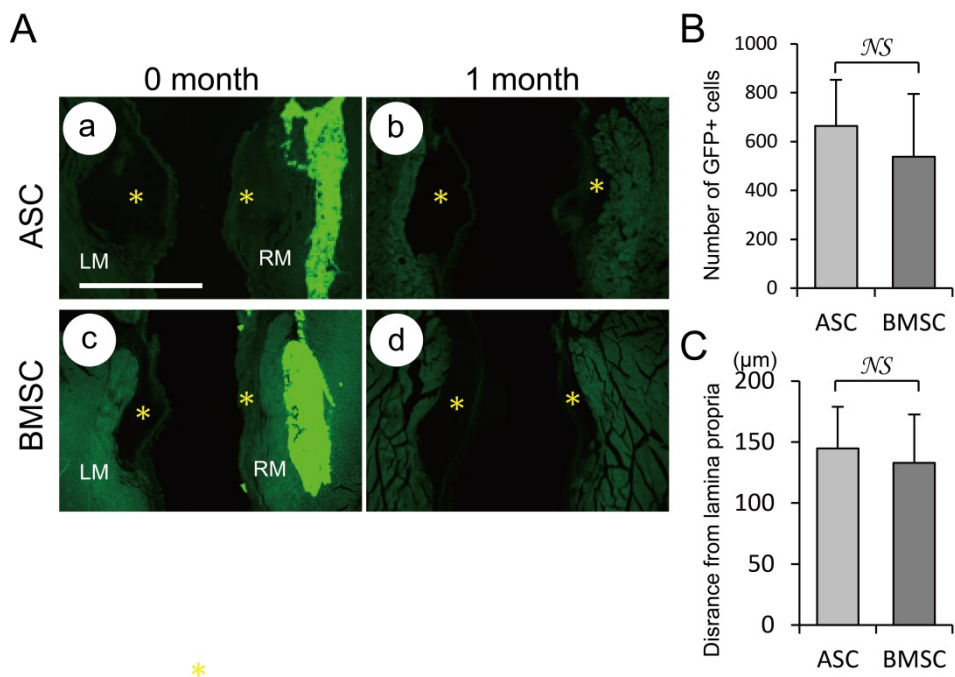 A
0 month
1 month
ASC
a
*
*
LM
RM
b
*
*
BMSC
c
*
*
LM
RM
d
*
*
*
B
Number of GFP+ cells
1000
800
600
400
200
0
NS
ASC
BMSC
C
(μm)
Disrance from lamina propria
200
150
100
50
0
NS
ASC
BMSC